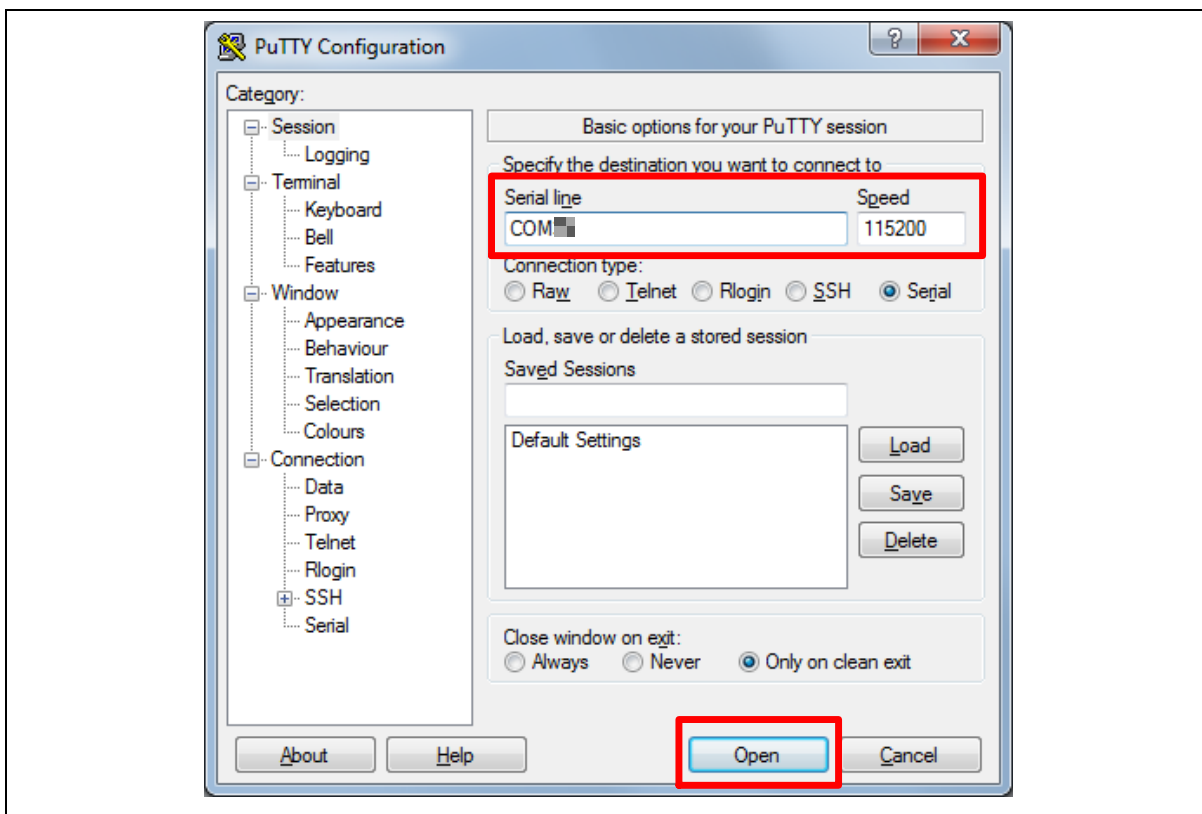 PuTTY Configuration
?
X
Category:
Session
Logging
Terminal
Keyboard
Bell
Features
Window
Appearance
Behaviour
Translation
Selection
Colours
Connection
Data
Proxy
Telnet
Rlogin
SSH
Serial
Basic options for your PuTTY session
Specify the destination you want to connect to
Serial line Speed
COM 115200
Connection type:
Raw Telnet Rlogin SSH Serial
Load, save or delete a stored session
Saved Sessions
Default Settings
Load
Save
Delete
Close window on exit:
Always Never Only on clean exit
About Help Open Cancel